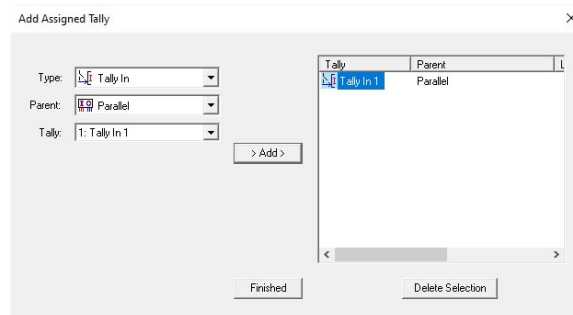 Add Assigned Tally
Type: Tally In
Parent: Parallel
Tally: 1: Tally In 1
> Add >
Finished
Tally Parent L
Tally In 1 Parallel
Delete Selection